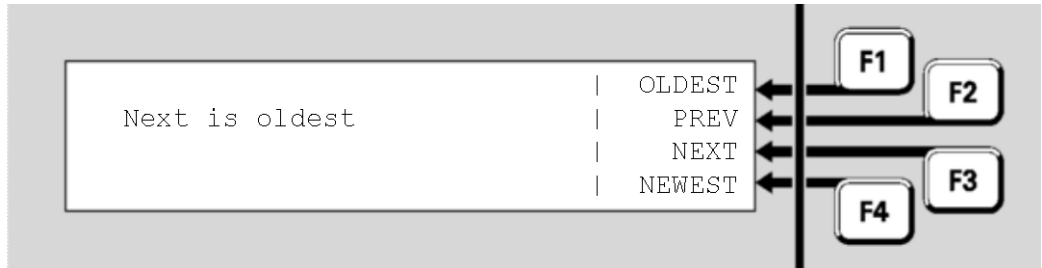 | OLDEST
Next is oldest | PREV
| NEXT
| NEWEST
F1
F2
F3
F4